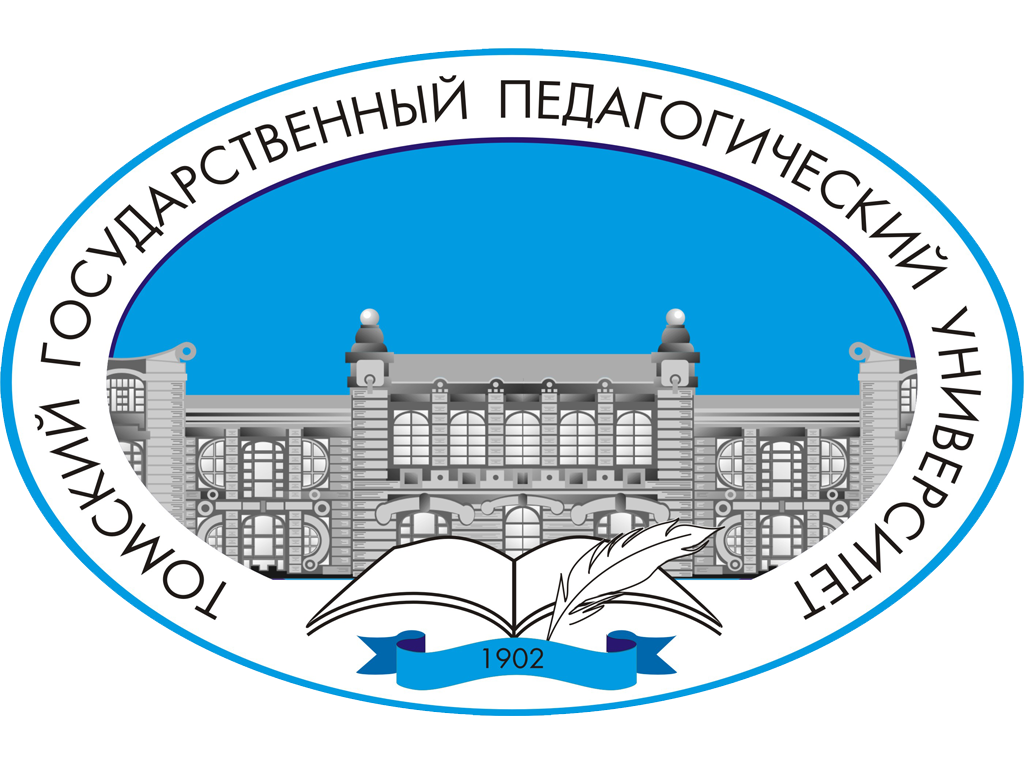 ТОМСКИЙ ГОСУДАРСТВЕННЫЙ ПЕДАГОГИЧЕСКИЙ УНИВЕРСИТЕТ
1902